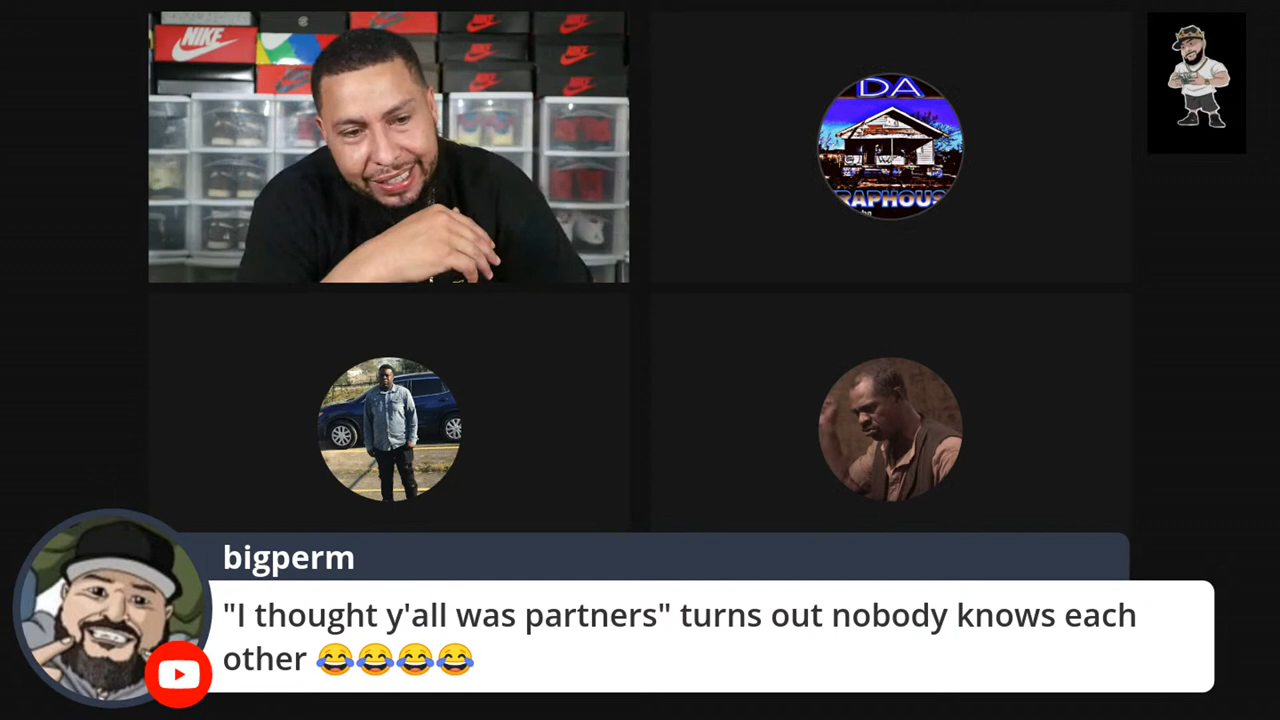 NIKE
DA
RAPHOUS
bigperm
"I thought y'all was partners" turns out nobody knows each
other 😂😂😂😂